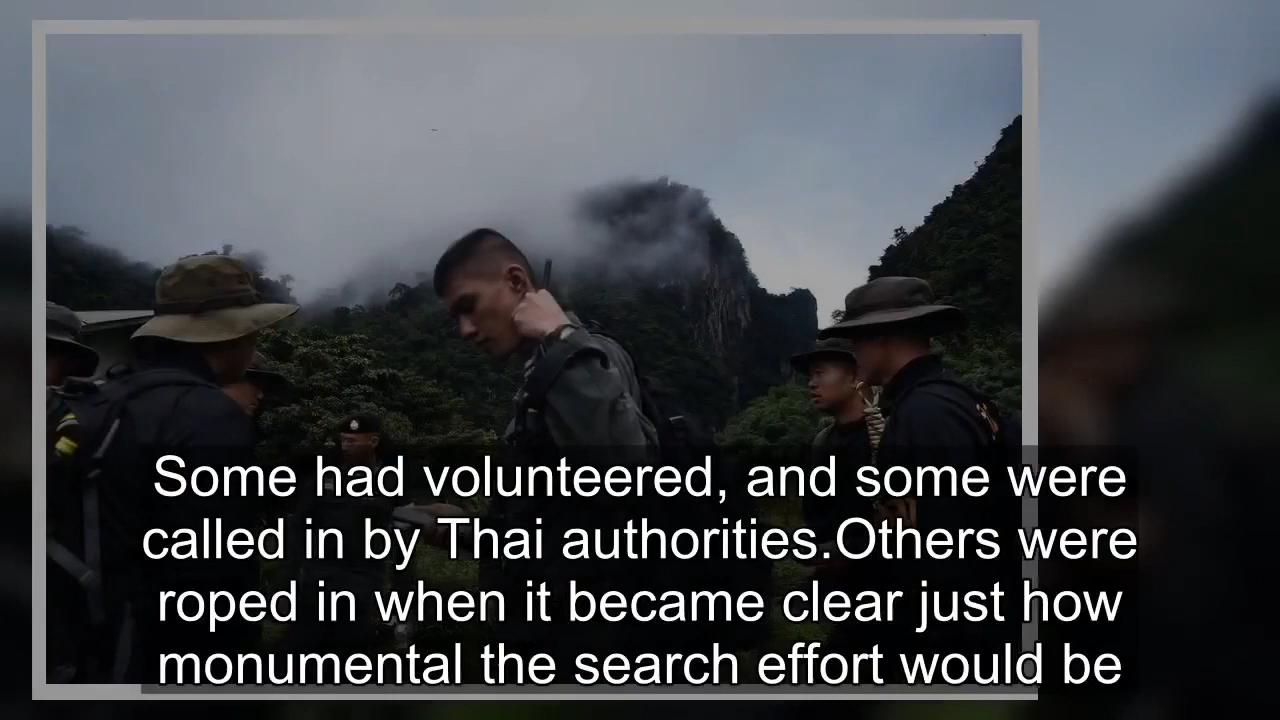 Some had volunteered, and some were
called in by Thai authorities.Others were
roped in when it became clear just how
monumental the search effort would be